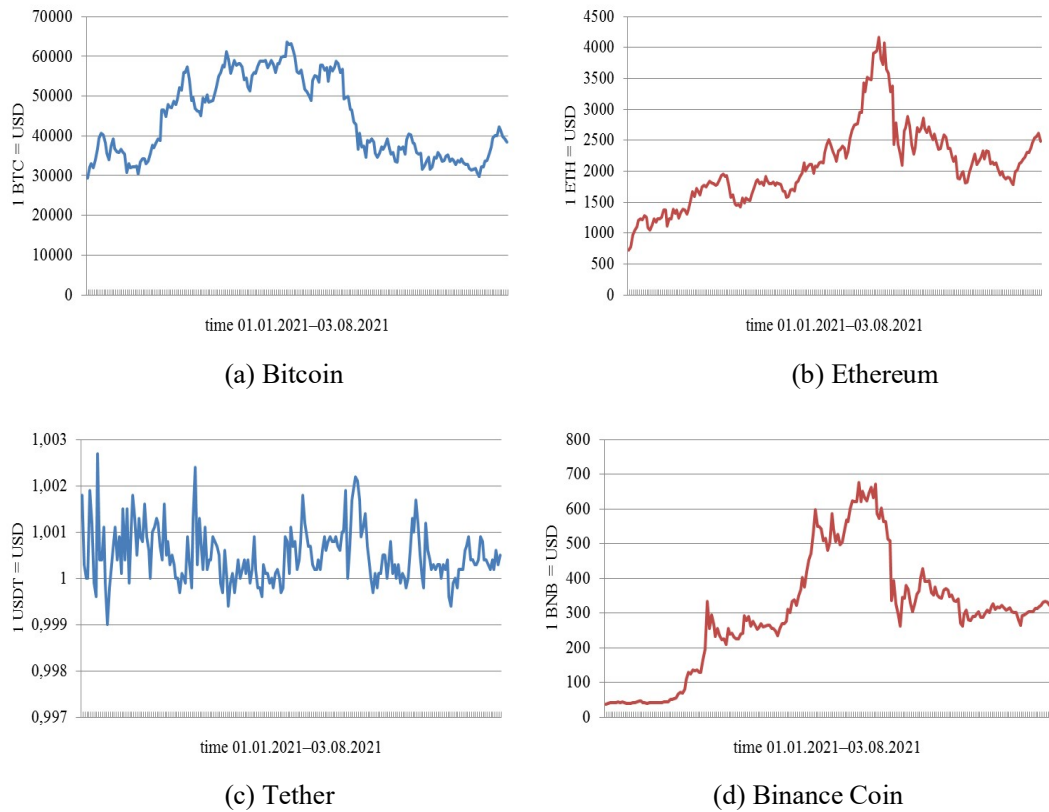 70000
60000
50000
40000
30000
20000
10000
0
1 BTC = USD
time 01.01.2021–03.08.2021
(a) Bitcoin
4500
4000
3500
3000
2500
2000
1500
1000
500
0
1 ETH = USD
time 01.01.2021–03.08.2021
(b) Ethereum
1,003
1,002
1,001
1
0,999
0,998
0,997
1 USDT = USD
time 01.01.2021–03.08.2021
(c) Tether
800
700
600
500
400
300
200
100
0
1 BNB = USD
time 01.01.2021–03.08.2021
(d) Binance Coin